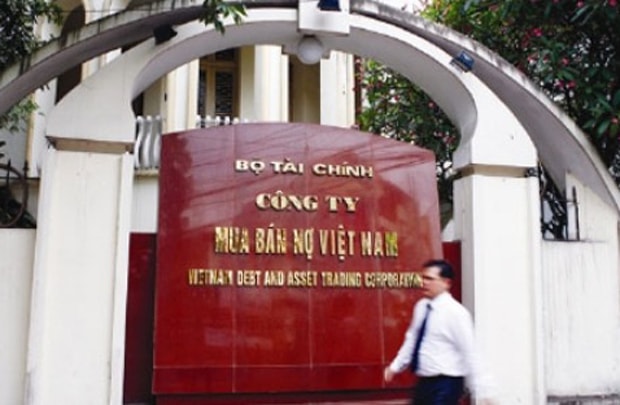 BỘ TÀI CHÍNH
CÔNG TY
MUA BÁN NỢ VIỆT NAM
VIETNAM DEBT AND ASSET TRADING CORPORATION